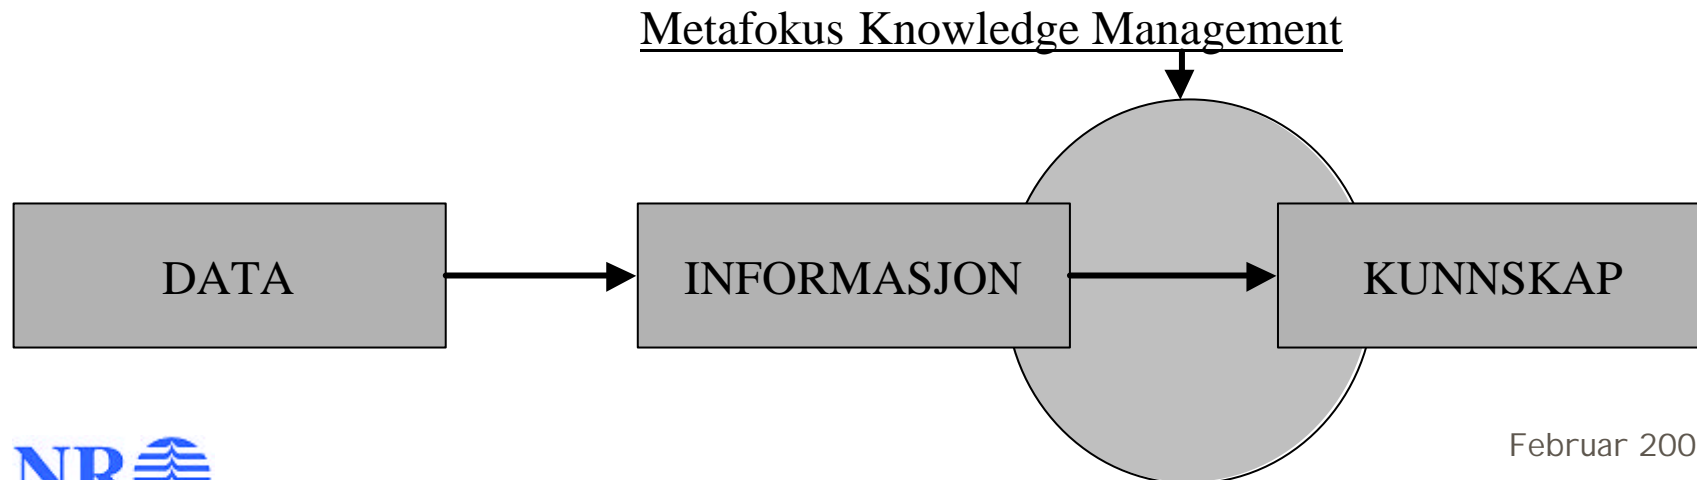 Metafokus Knowledge Management
DATA
INFORMASJON
KUNNSKAP
Februar 200
NR